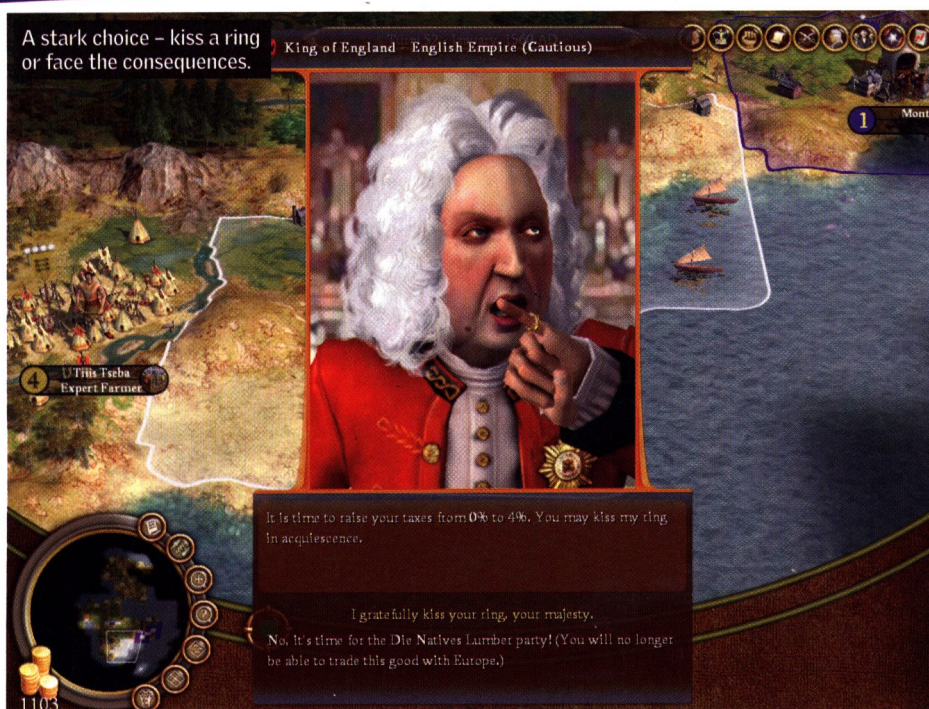 A stark choice – kiss a ring
or face the consequences.
King of England English Empire (Cautious)
1
Mont
4
Tiiis Tseba
Expert Farmer
It is time to raise your taxes from 0% to 4%. You may kiss my ring
in acquiescence.
I gratefully kiss your ring, your majesty.
No, it's time for the Die Natives Lumber party! (You will no longer
be able to trade this good with Europe.)
1103